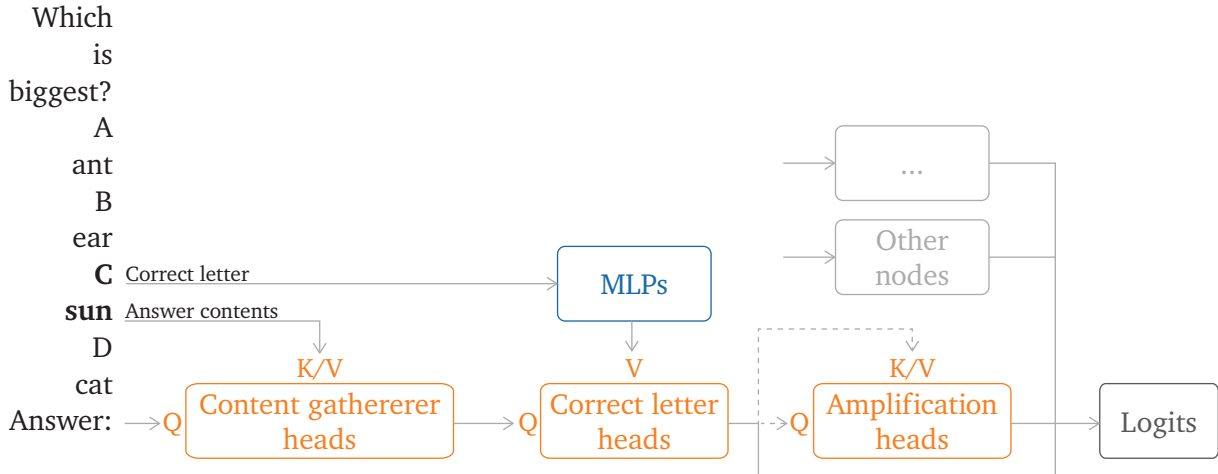 Which
is
biggest?
A
ant
B
ear
C Correct letter
sun Answer contents
D
cat
Answer:
...
Other
nodes
MLPs
K/V
V
K/V
Q
Content gathererer
heads
Q
Correct letter
heads
Q
Amplification
heads
Logits